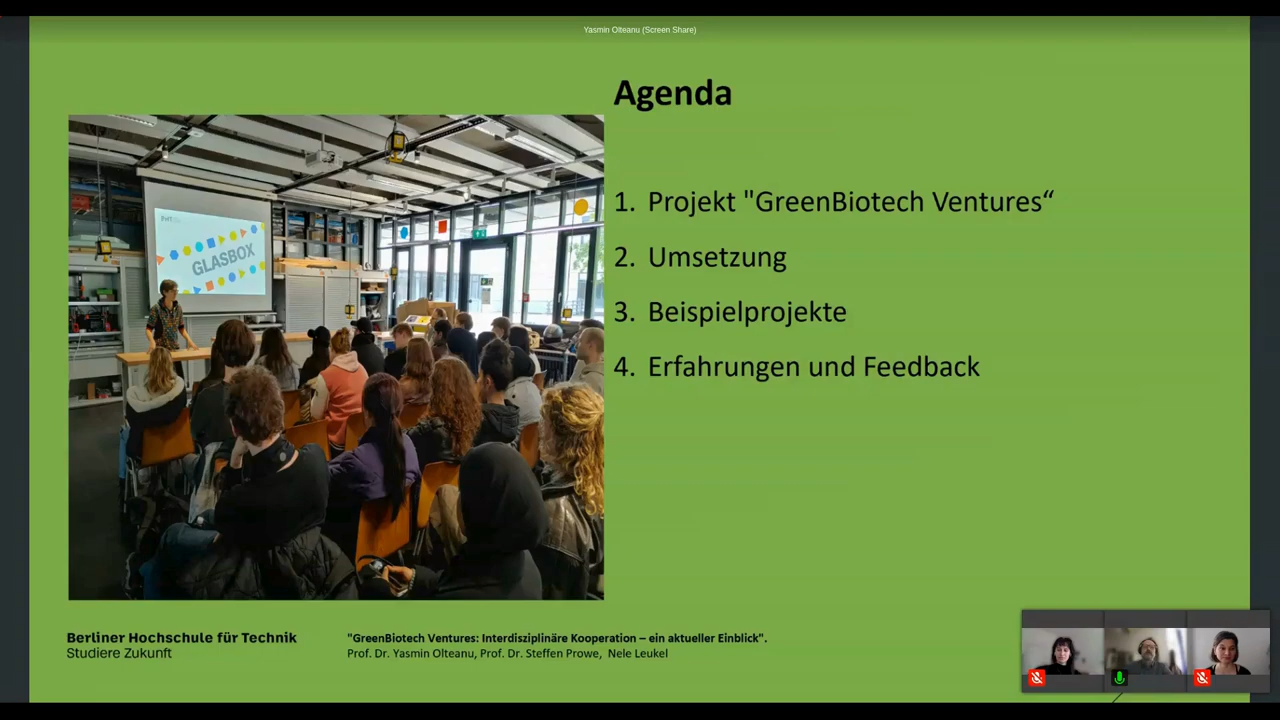 Yasmin Olteanu (Screen Share)
Agenda
1. Projekt "GreenBiotech Ventures“
2. Umsetzung
3. Beispielprojekte
4. Erfahrungen und Feedback
GLASBOX
Berliner Hochschule für Technik
Studiere Zukunft
"GreenBiotech Ventures: Interdisziplinäre Kooperation – ein aktueller Einblick".
Prof. Dr. Yasmin Olteanu, Prof. Dr. Steffen Prowe, Nele Leukel